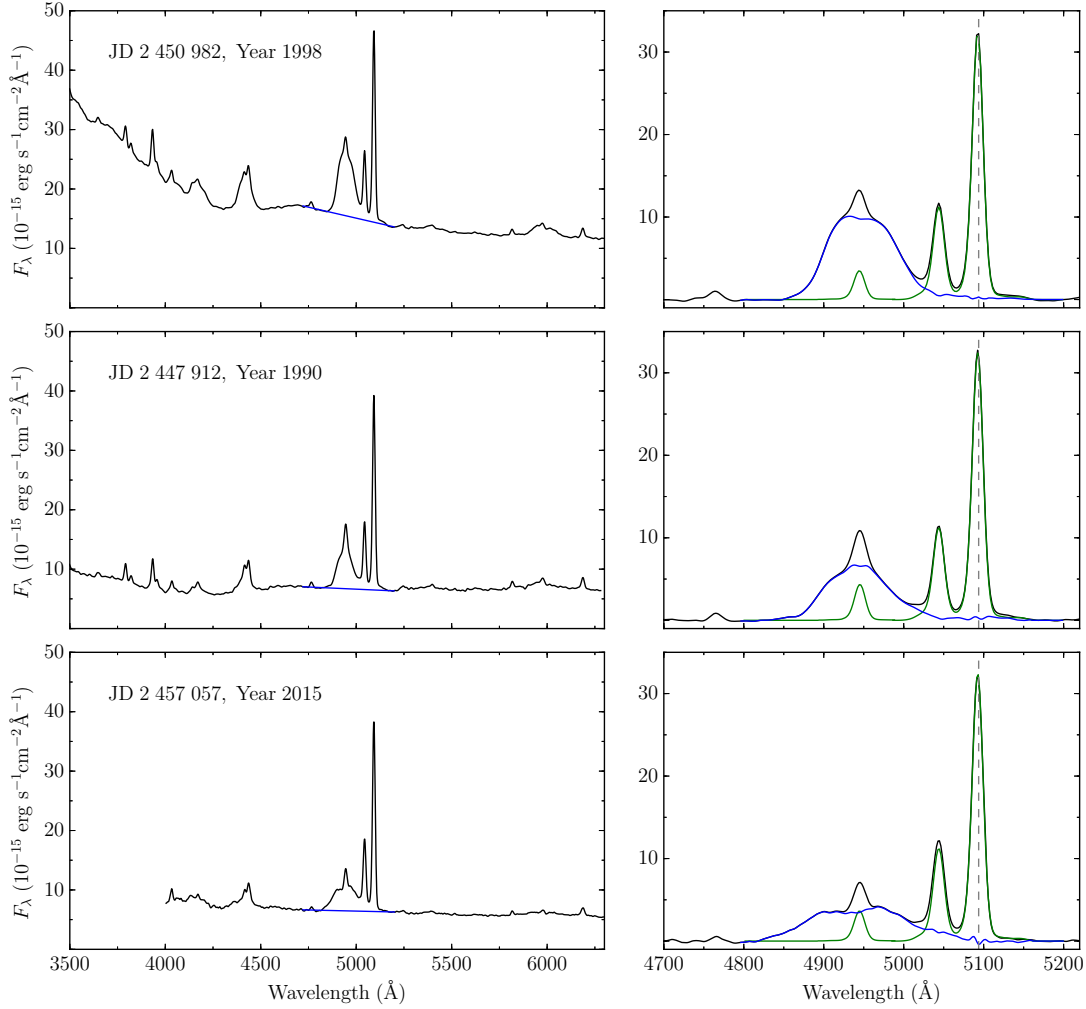 50
40
30
20
10
F_λ (10⁻¹⁵ erg s⁻¹cm⁻²Å⁻¹)
JD 2 450 982, Year 1998
30
20
10
50
40
30
20
10
F_λ (10⁻¹⁵ erg s⁻¹cm⁻²Å⁻¹)
JD 2 447 912, Year 1990
30
20
10
50
40
30
20
10
F_λ (10⁻¹⁵ erg s⁻¹cm⁻²Å⁻¹)
JD 2 457 057, Year 2015
30
20
10
3500 4000 4500 5000 5500 6000
Wavelength (Å)
4700 4800 4900 5000 5100 5200
Wavelength (Å)